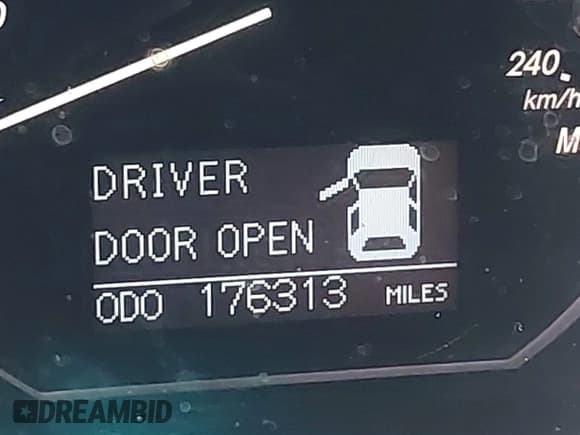 240
km/h
DRIVER
DOOR OPEN
ODO 176313 MILES
DREAMBID